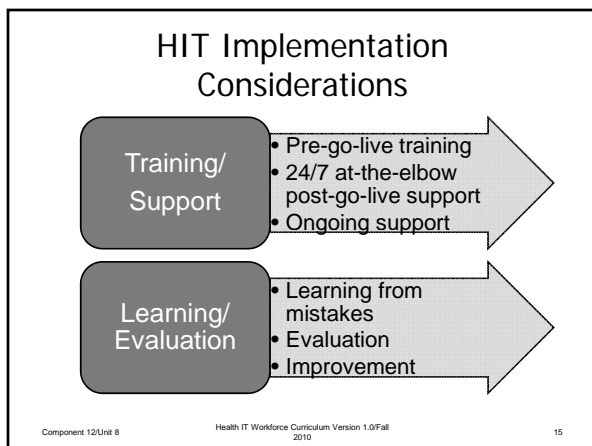 HIT Implementation
Considerations
Training/
Support
• Pre-go-live training
• 24/7 at-the-elbow
post-go-live support
• Ongoing support
Learning/
Evaluation
• Learning from
mistakes
• Evaluation
• Improvement
Component 12/Unit 8
Health IT Workforce Curriculum Version 1.0/Fall
2010
15